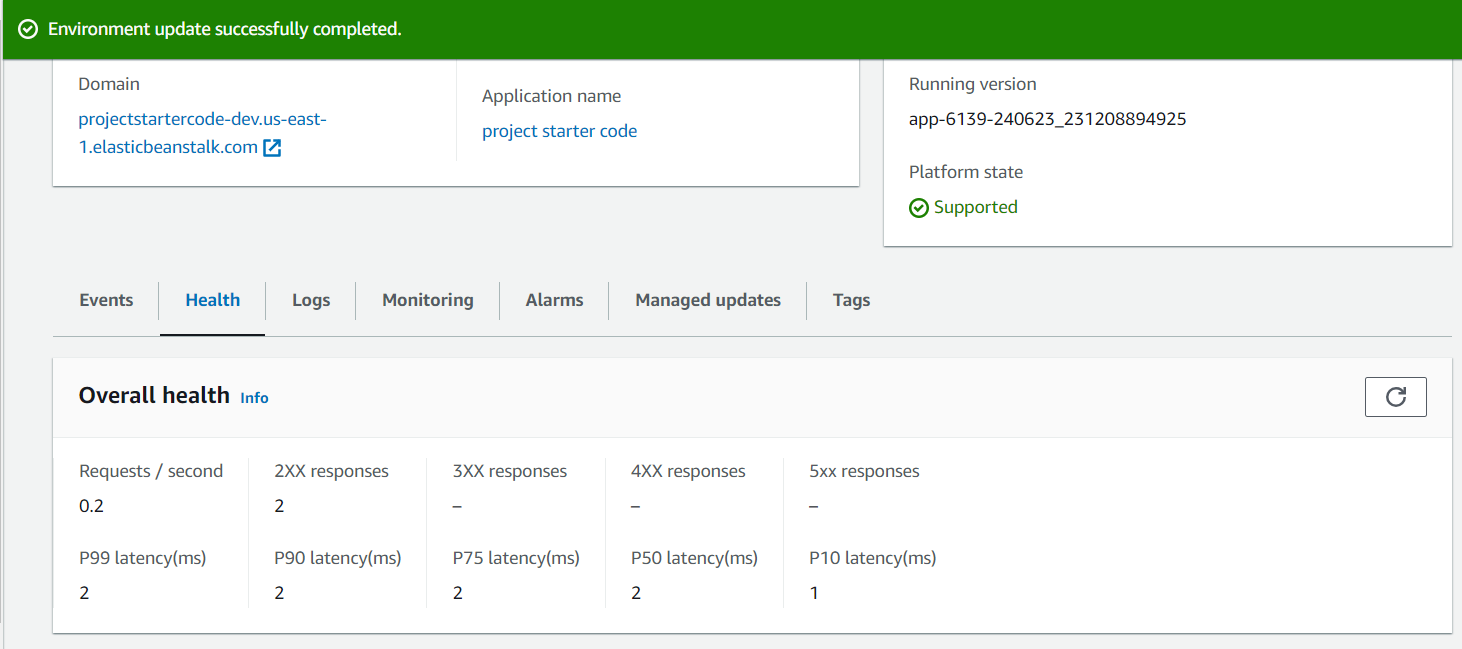 Environment update successfully completed.
Domain
projectstartercode-dev.us-east-
1.elasticbeanstalk.com
Application name
project starter code
Running version
app-6139-240623_231208894925
Platform state
Supported
Events Health Logs Monitoring Alarms Managed updates Tags
Overall health Info
Requests / second 2XX responses 3XX responses 4XX responses 5xx responses
0.2 2 – – –
P99 latency(ms) P90 latency(ms) P75 latency(ms) P50 latency(ms) P10 latency(ms)
2 2 2 2 1